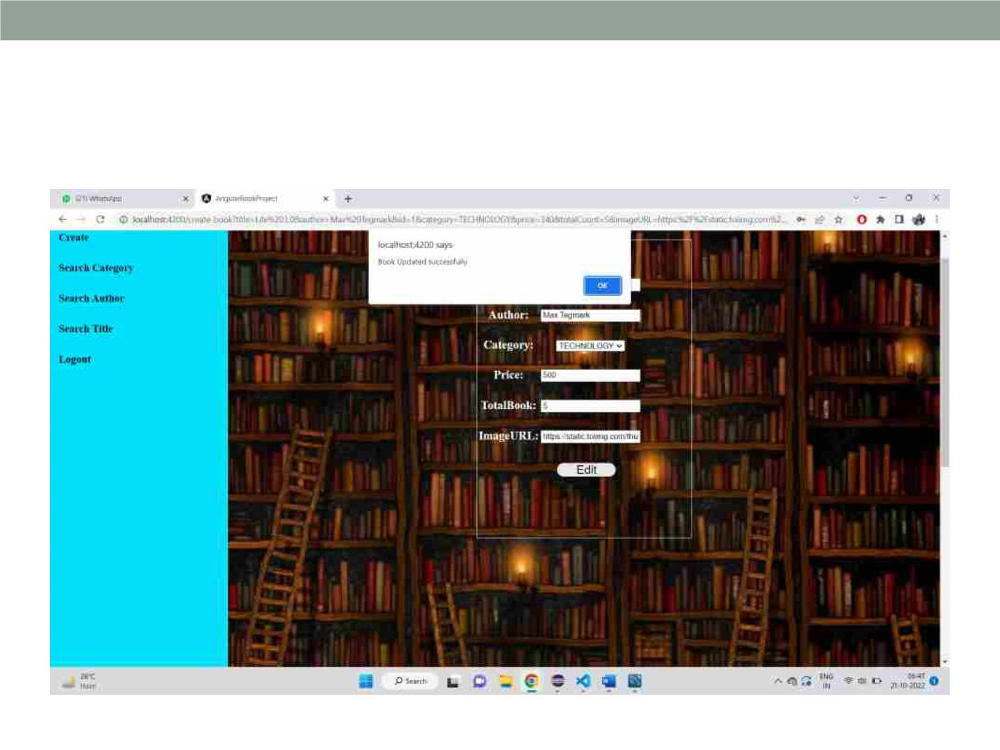 (21) WhatsApp
AngularBookProject
localhost:4200/create-book?title=Life%203.0&author=Max%20Tegmark&id=1&category=TECHNOLOGY&price=340&totalCount=5&imageURL=https:%2F%2Fstatic.toiimg.com%2...
Create
Search Category
Search Author
Search Title
Logout
localhost:4200 says
Book Updated successfully
OK
Author: Max Tegmark
Category: TECHNOLOGY
Price: 500
TotalBook: 5
ImageURL: https://static.toiimg.com/thu
Edit
28°C
Haze
Search
ENG
IN
06:47
21-10-2022